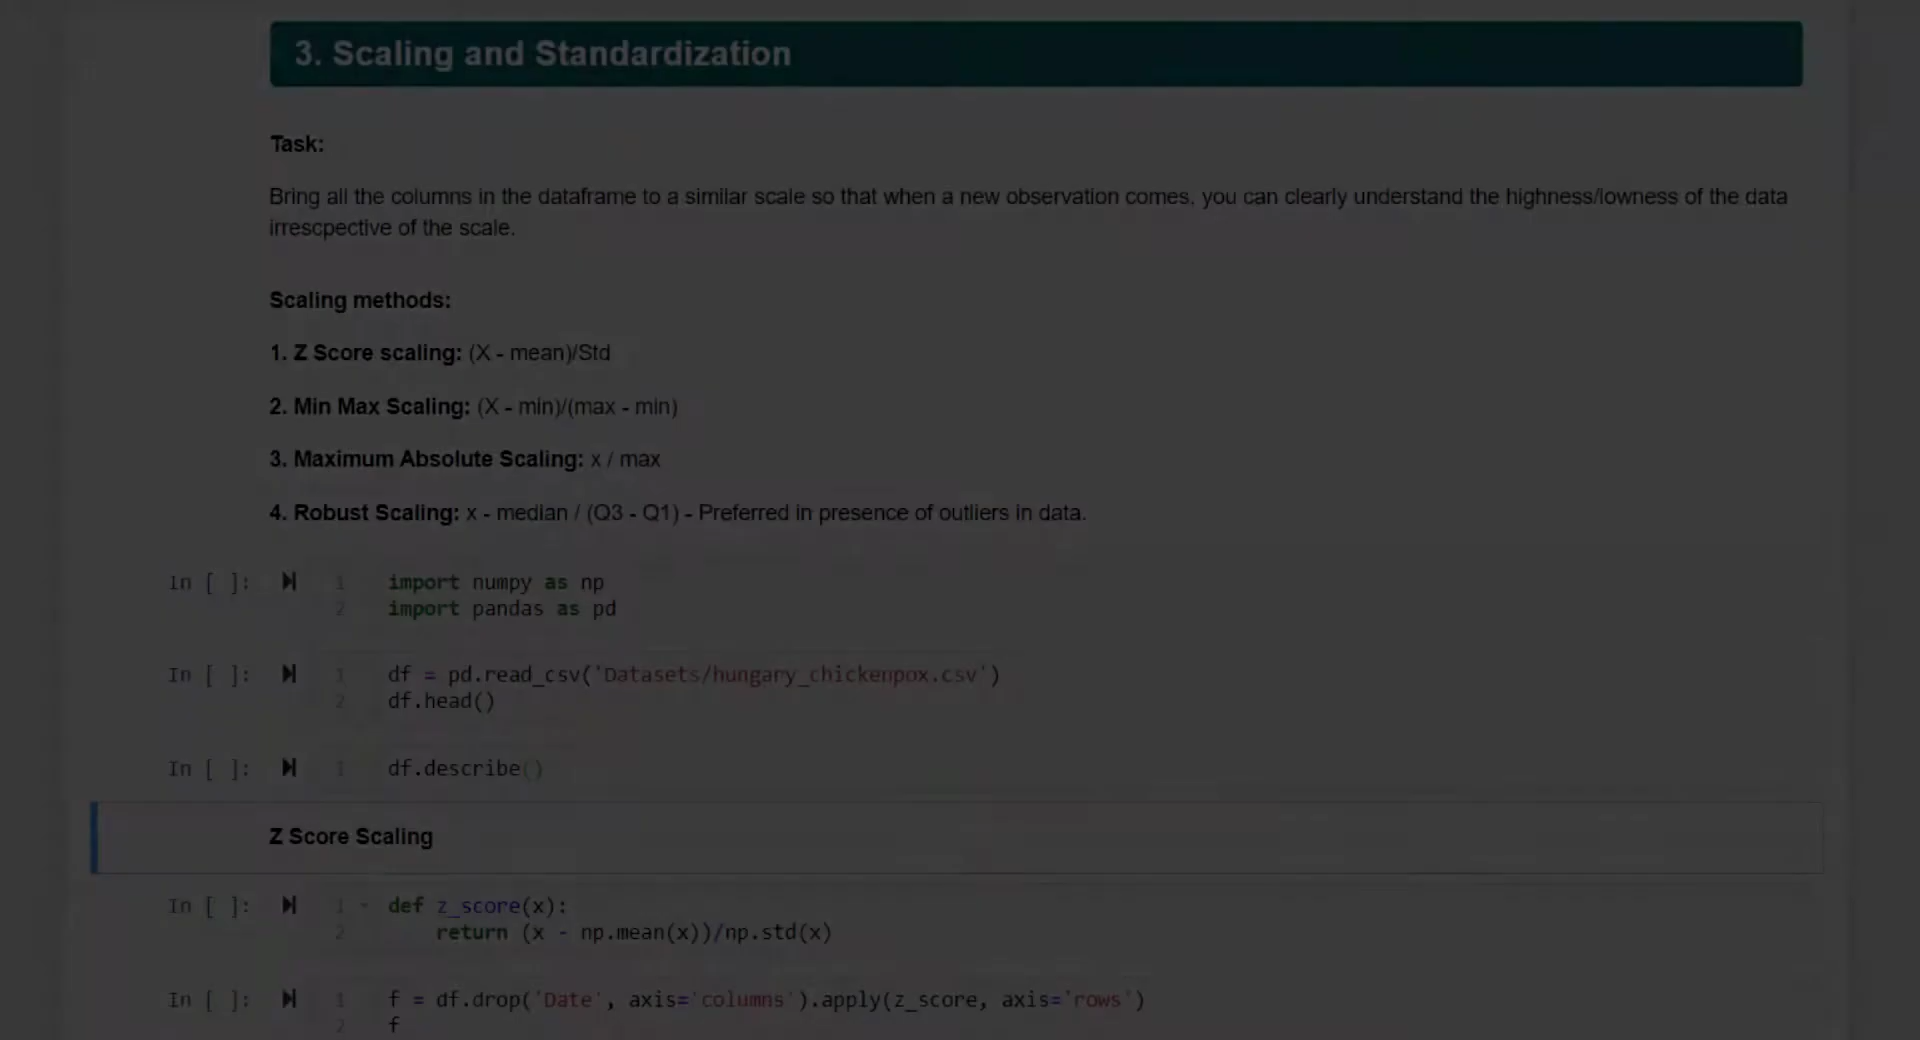 3. Scaling and Standardization
Task:
Bring all the columns in the dataframe to a similar scale so that when a new observation comes, you can clearly understand the highness/lowness of the data
irrescpective of the scale.
Scaling methods:
1. Z Score scaling: (X - mean)/Std
2. Min Max Scaling: (X - min)/(max - min)
3. Maximum Absolute Scaling: x / max
4. Robust Scaling: x - median / (Q3 - Q1) - Preferred in presence of outliers in data.
In [ ]: 1 import numpy as np
2 import pandas as pd
In [ ]: 1 df = pd.read_csv('Datasets/hungary_chickenpox.csv')
2 df.head()
In [ ]: 1 df.describe()
Z Score Scaling
In [ ]: 1 def z_score(x):
2 return (x - np.mean(x))/np.std(x)
In [ ]: 1 f = df.drop('Date', axis='columns').apply(z_score, axis='rows')
2 f